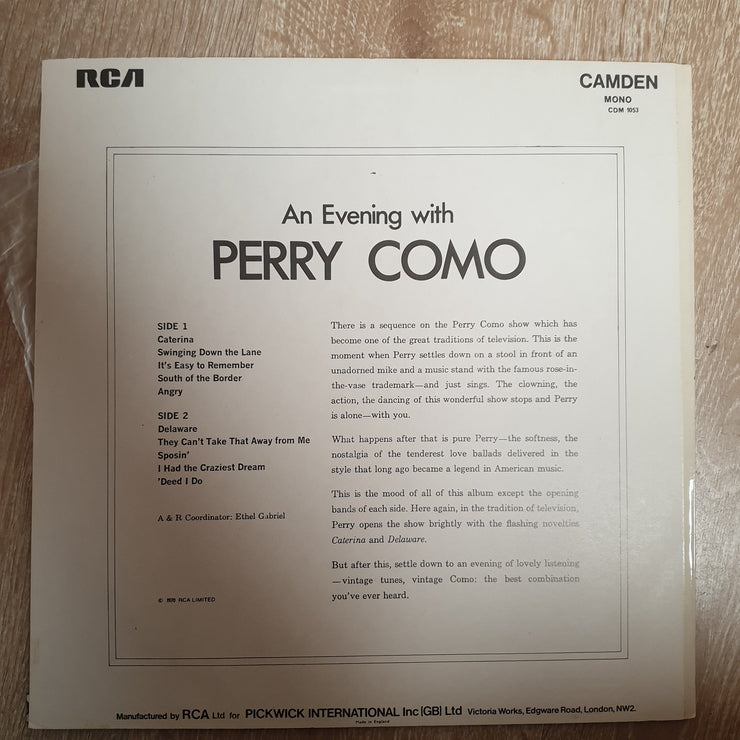 RCA
CAMDEN
MONO
CDM 1053
An Evening with
PERRY COMO
SIDE 1
Caterina
Swinging Down the Lane
It's Easy to Remember
South of the Border
Angry
SIDE 2
Delaware
They Can't Take That Away from Me
Sposin'
I Had the Craziest Dream
'Deed I Do
A & R Coordinator: Ethel Gabriel
© 1970 RCA LIMITED
There is a sequence on the Perry Como show which has
become one of the great traditions of television. This is the
moment when Perry settles down on a stool in front of an
unadorned mike and a music stand with the famous rose-in-
the-vase trademark—and just sings. The clowning, the
action, the dancing of this wonderful show stops and Perry
is alone—with you.
What happens after that is pure Perry—the softness, the
nostalgia of the tenderest love ballads delivered in the
style that long ago became a legend in American music.
This is the mood of all of this album except the opening
bands of each side. Here again, in the tradition of television,
Perry opens the show brightly with the flashing novelties
Caterina and Delaware.
But after this, settle down to an evening of lovely listening
—vintage tunes, vintage Como: the best combination
you've ever heard.
Manufactured by RCA Ltd for PICKWICK INTERNATIONAL Inc (GB) Ltd Victoria Works, Edgware Road, London, NW2.
Made in England